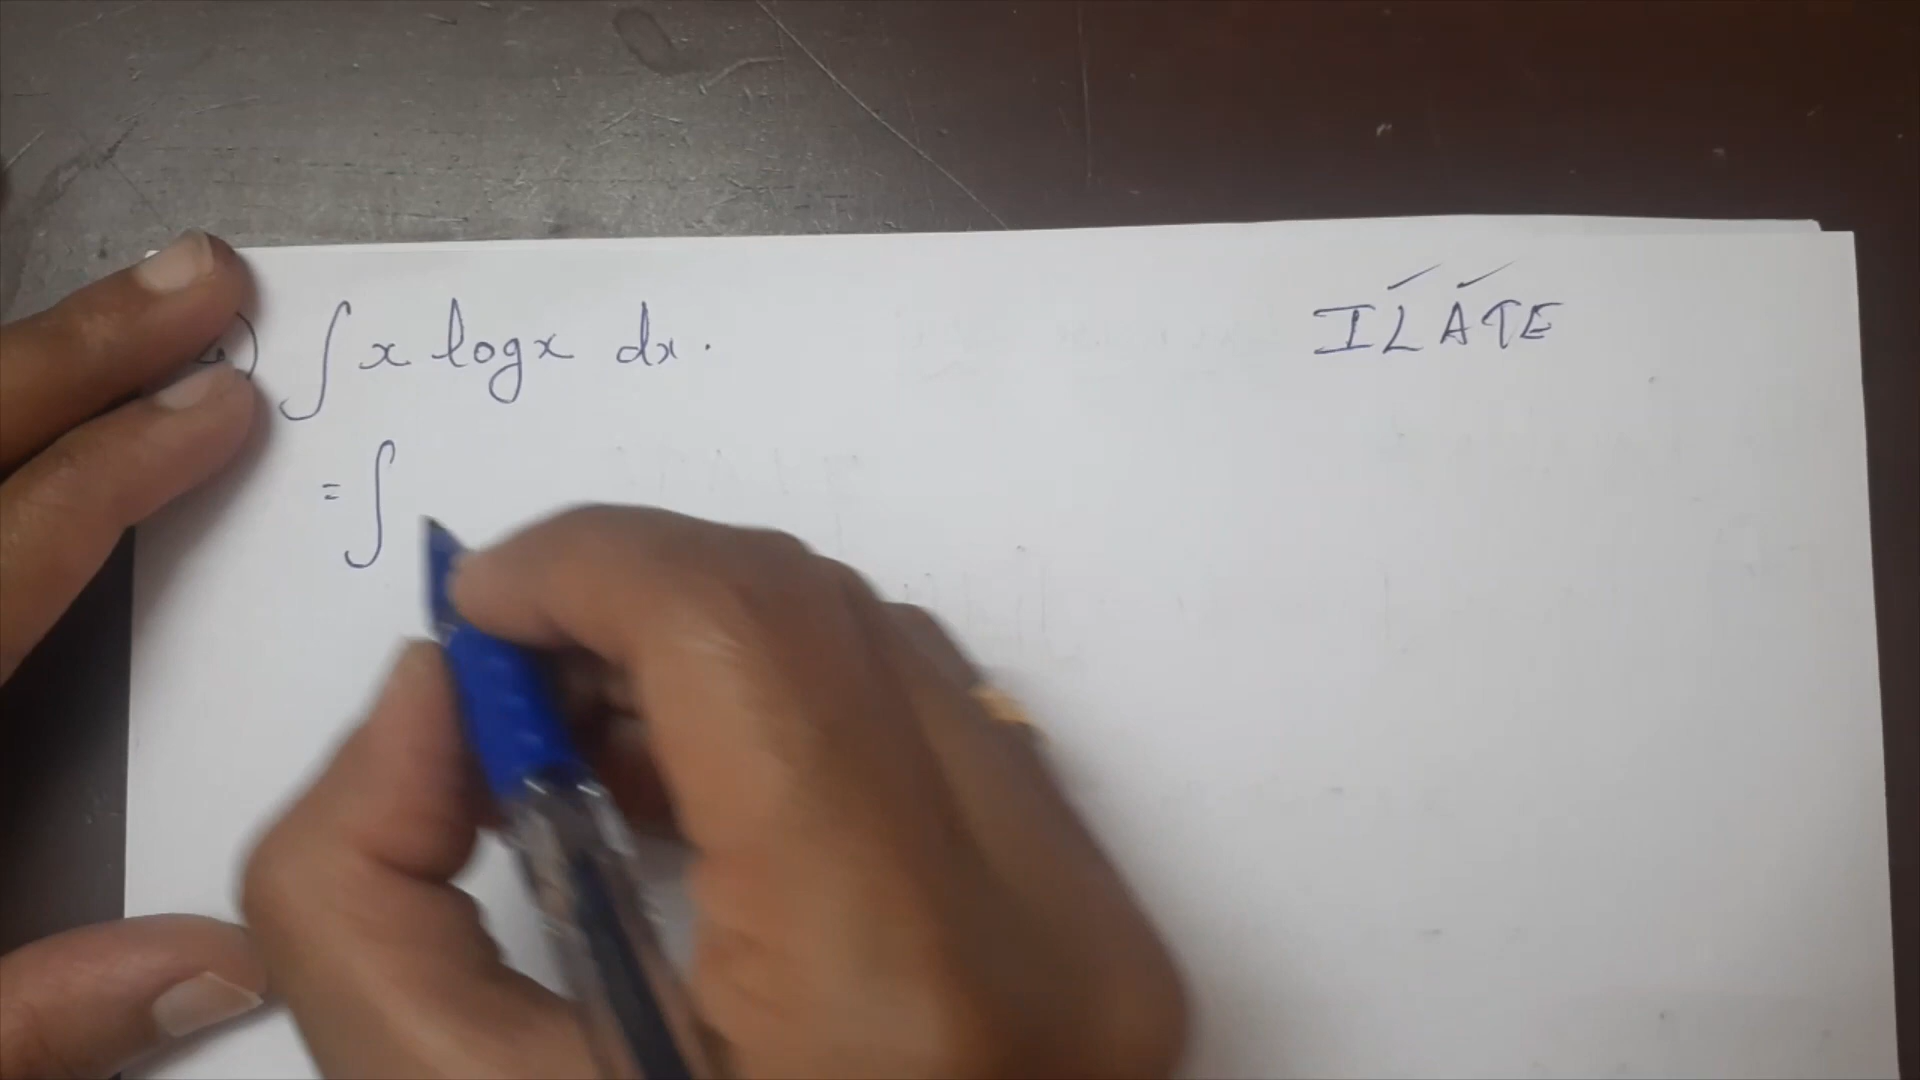 ∫ x log x dx. ILATE
= ∫